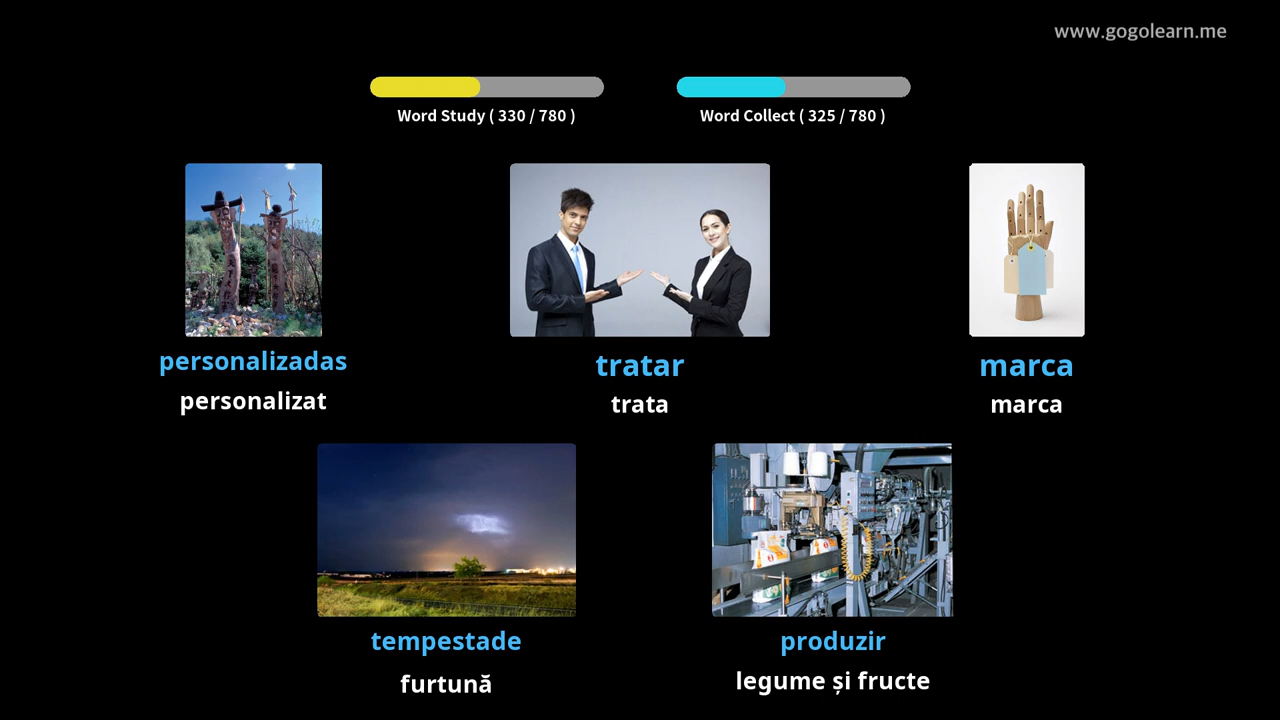 www.gogolearn.me
Word Study ( 330 / 780 )
Word Collect ( 325 / 780 )
personalizadas
personalizat
tratar
trata
marca
marca
tempestade
furtună
produzir
legume și fructe